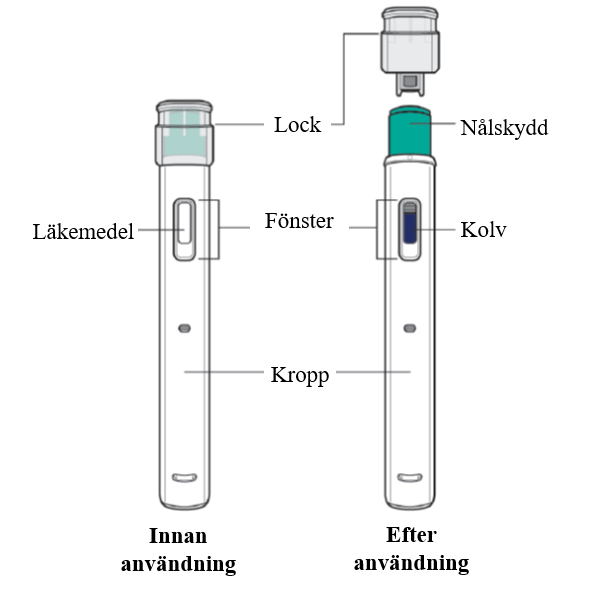 Lock
Nålskydd
Läkemedel
Fönster
Kolv
Kropp
Innan
användning
Efter
användning